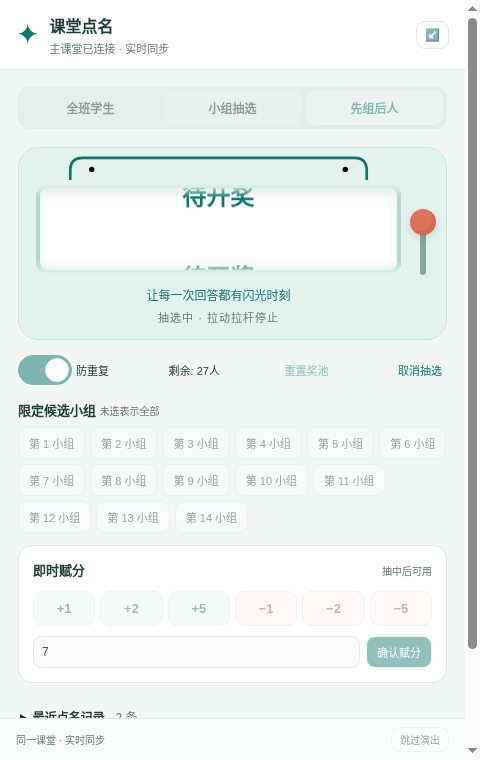 课堂点名
主课堂已连接 · 实时同步
全班学生 小组抽选 先组后人
待开奖
待开奖
让每一次回答都有闪光时刻
抽选中 · 拉动拉杆停止
防重复 剩余: 27人 重置奖池 取消抽选
限定候选小组 未选表示全部
第 1 小组 第 2 小组 第 3 小组 第 4 小组 第 5 小组 第 6 小组
第 7 小组 第 8 小组 第 9 小组 第 10 小组 第 11 小组
第 12 小组 第 13 小组 第 14 小组
即时赋分 抽中后可用
+1 +2 +5 −1 −2 −5
7 确认赋分
最近点名记录 2 条
同一课堂 · 实时同步 跳过演出